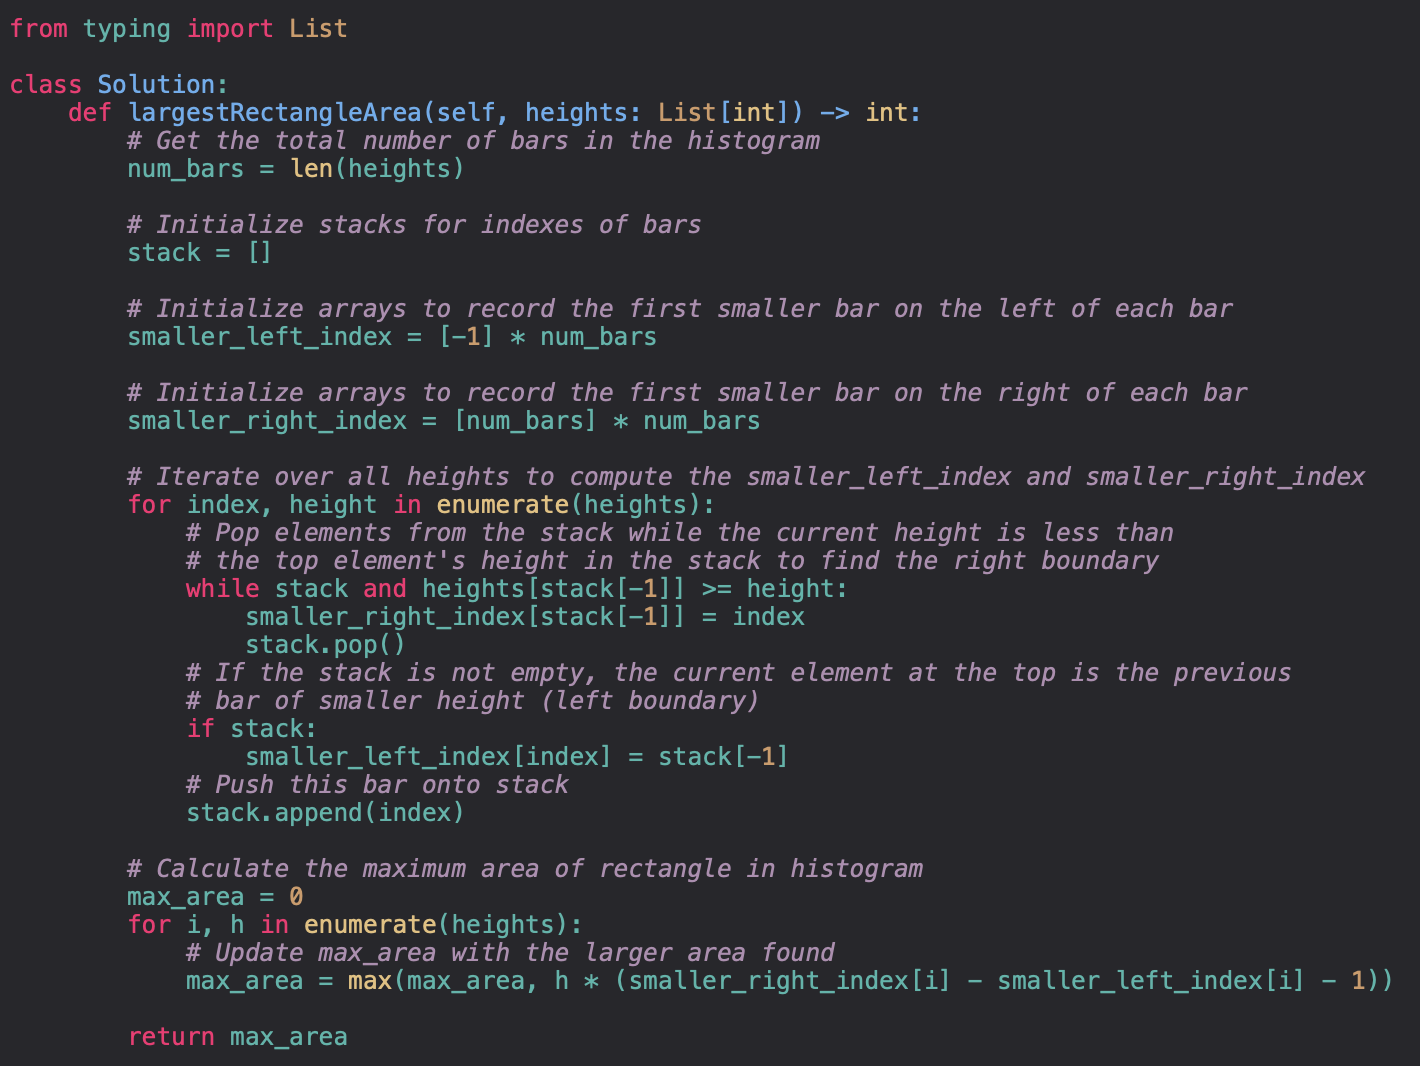 from typing import List
class Solution:
    def largestRectangleArea(self, heights: List[int]) -> int:
        # Get the total number of bars in the histogram
        num_bars = len(heights)
        # Initialize stacks for indexes of bars
        stack = []
        # Initialize arrays to record the first smaller bar on the left of each bar
        smaller_left_index = [-1] * num_bars
        # Initialize arrays to record the first smaller bar on the right of each bar
        smaller_right_index = [num_bars] * num_bars
        # Iterate over all heights to compute the smaller_left_index and smaller_right_index
        for index, height in enumerate(heights):
            # Pop elements from the stack while the current height is less than
            # the top element's height in the stack to find the right boundary
            while stack and heights[stack[-1]] >= height:
                smaller_right_index[stack[-1]] = index
                stack.pop()
            # If the stack is not empty, the current element at the top is the previous
            # bar of smaller height (left boundary)
            if stack:
                smaller_left_index[index] = stack[-1]
            # Push this bar onto stack
            stack.append(index)
        # Calculate the maximum area of rectangle in histogram
        max_area = 0
        for i, h in enumerate(heights):
            # Update max_area with the larger area found
            max_area = max(max_area, h * (smaller_right_index[i] - smaller_left_index[i] - 1))
        return max_area